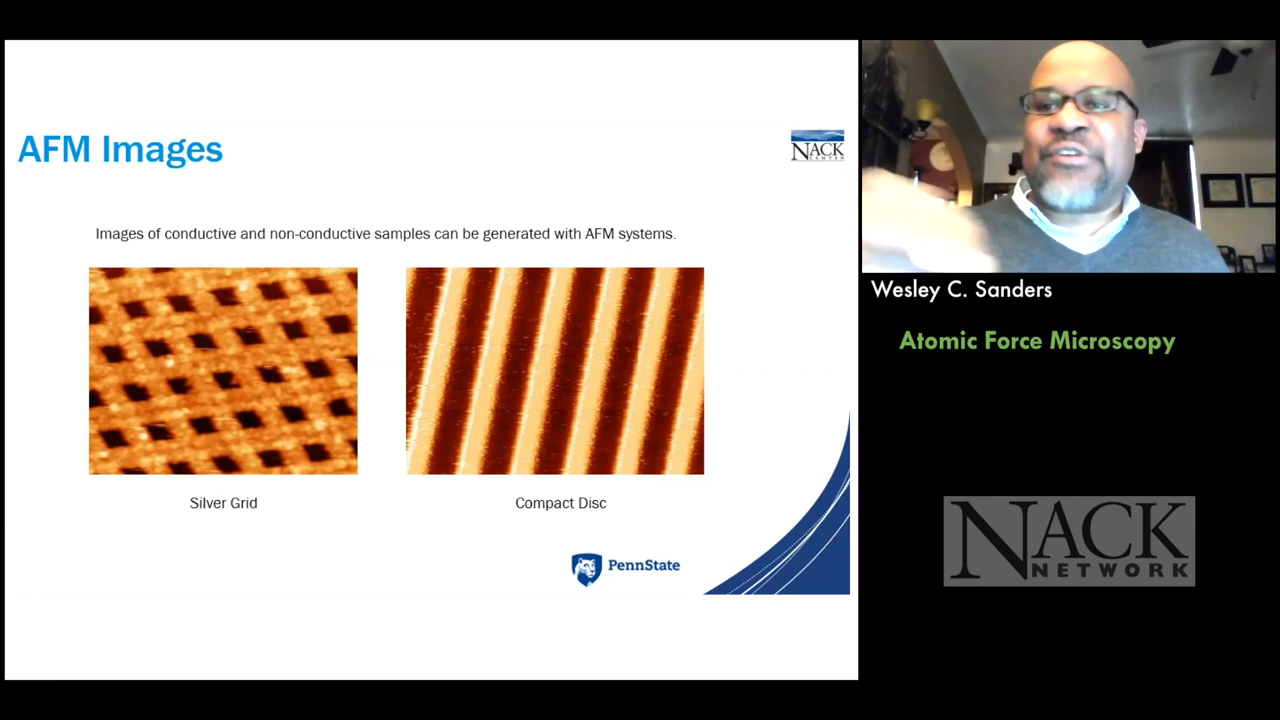 AFM Images
NACK
CENTER
Images of conductive and non-conductive samples can be generated with AFM systems.
Silver Grid
Compact Disc
PennState
Wesley C. Sanders
Atomic Force Microscopy
NACK
NETWORK